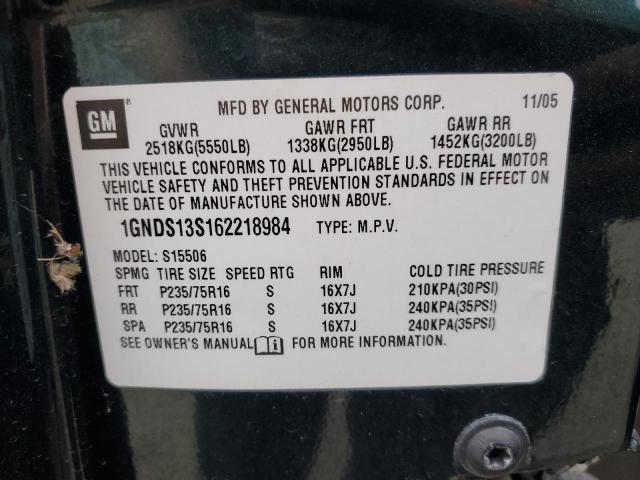 GM
®
MFD BY GENERAL MOTORS CORP. 11/05
GVWR GAWR FRT GAWR RR
2518KG(5550LB) 1338KG(2950LB) 1452KG(3200LB)
THIS VEHICLE CONFORMS TO ALL APPLICABLE U.S. FEDERAL MOTOR
VEHICLE SAFETY AND THEFT PREVENTION STANDARDS IN EFFECT ON
THE DATE OF MANUFACTURE SHOWN ABOVE.
1GNDS13S162218984 TYPE: M.P.V.
MODEL: S15506
SPMG TIRE SIZE SPEED RTG RIM COLD TIRE PRESSURE
FRT P235/75R16 S 16X7J 210KPA(30PSI)
RR P235/75R16 S 16X7J 240KPA(35PSI)
SPA P235/75R16 S 16X7J 240KPA(35PSI)
SEE OWNER'S MANUAL i FOR MORE INFORMATION.